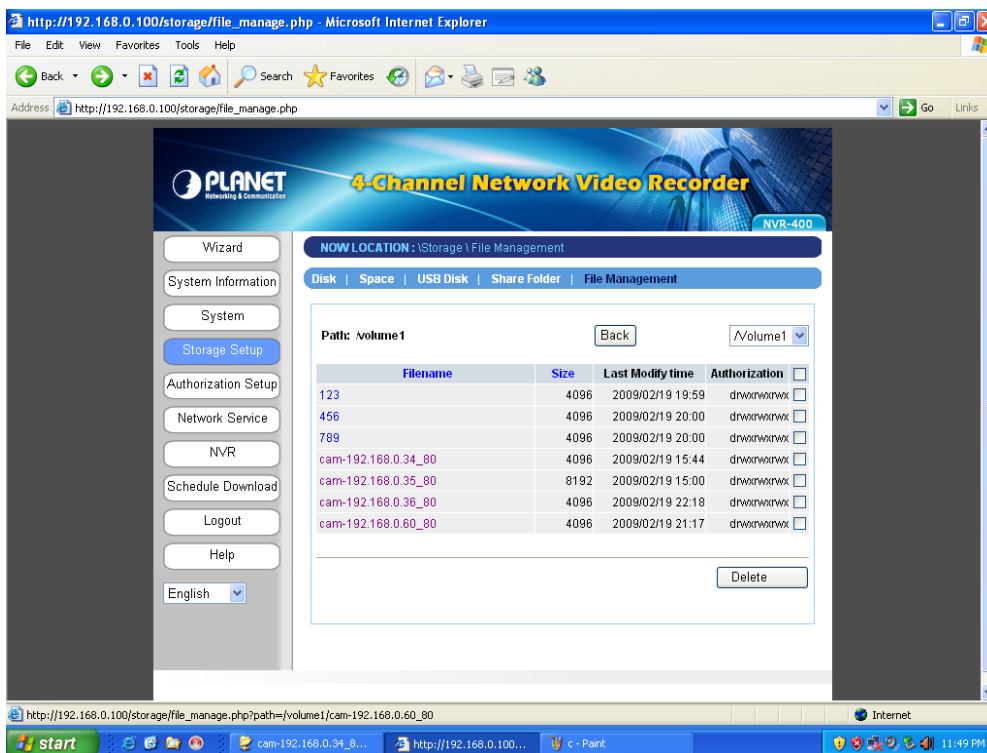 http://192.168.0.100/storage/file_manage.php - Microsoft Internet Explorer
File Edit View Favorites Tools Help
Back Search Favorites
Address http://192.168.0.100/storage/file_manage.php Go Links
PLANET
Networking & Communication
4-Channel Network Video Recorder
NVR-400
Wizard
System Information
System
Storage Setup
Authorization Setup
Network Service
NVR
Schedule Download
Logout
Help
English
NOW LOCATION : \Storage \ File Management
Disk | Space | USB Disk | Share Folder | File Management
Path: /volume1 Back /Volume1
Filename Size Last Modify time Authorization
123 4096 2009/02/19 19:59 drwxrwxrwx
456 4096 2009/02/19 20:00 drwxrwxrwx
789 4096 2009/02/19 20:00 drwxrwxrwx
cam-192.168.0.34_80 4096 2009/02/19 15:44 drwxrwxrwx
cam-192.168.0.35_80 8192 2009/02/19 15:00 drwxrwxrwx
cam-192.168.0.36_80 4096 2009/02/19 22:18 drwxrwxrwx
cam-192.168.0.60_80 4096 2009/02/19 21:17 drwxrwxrwx
Delete
http://192.168.0.100/storage/file_manage.php?path=/volume1/cam-192.168.0.60_80 Internet
start cam-192.168.0.34_8... http://192.168.0.100... c - Paint 11:49 PM